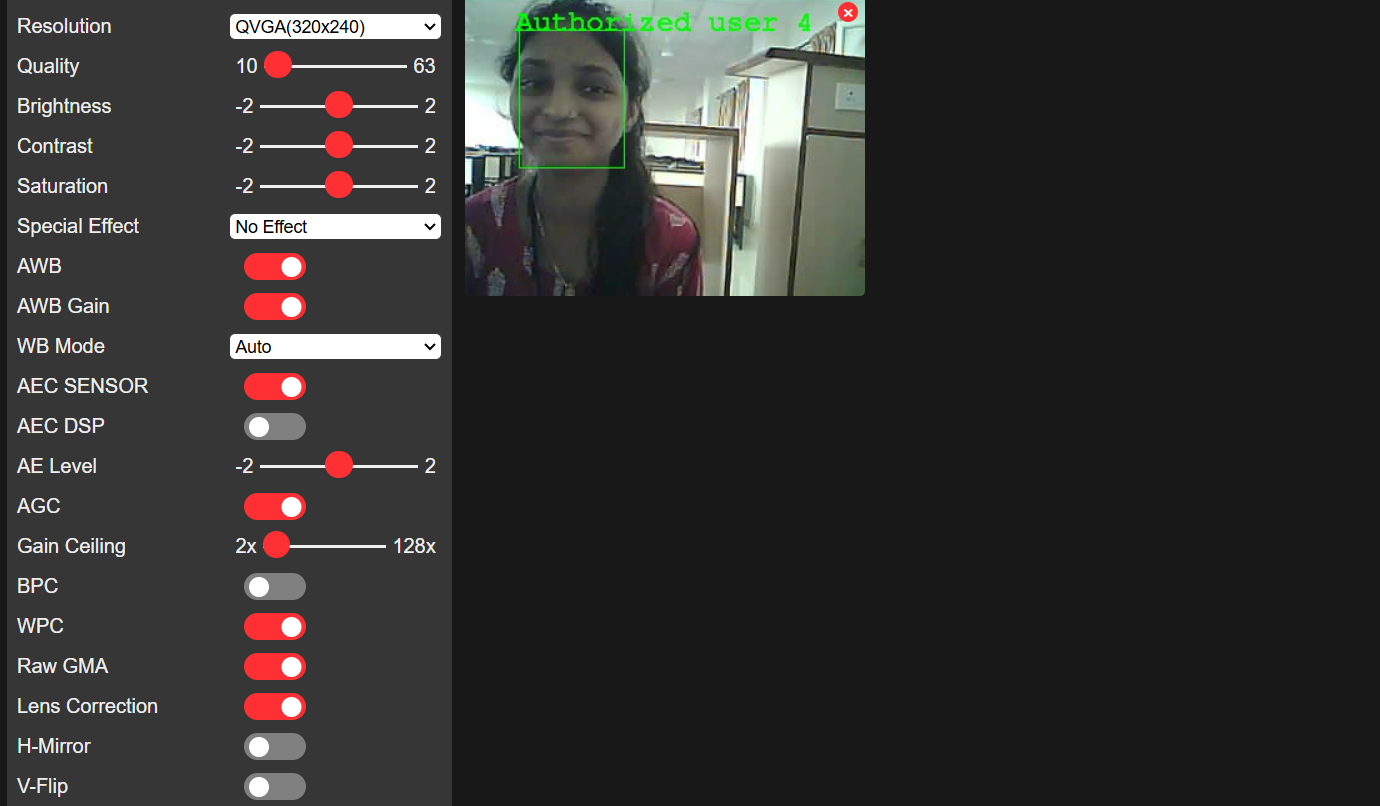 Resolution QVGA(320x240)
Authorized user 4
Quality 10 63
Brightness -2 2
Contrast -2 2
Saturation -2 2
Special Effect No Effect
AWB
AWB Gain
WB Mode Auto
AEC SENSOR
AEC DSP
AE Level -2 2
AGC
Gain Ceiling 2x 128x
BPC
WPC
Raw GMA
Lens Correction
H-Mirror
V-Flip